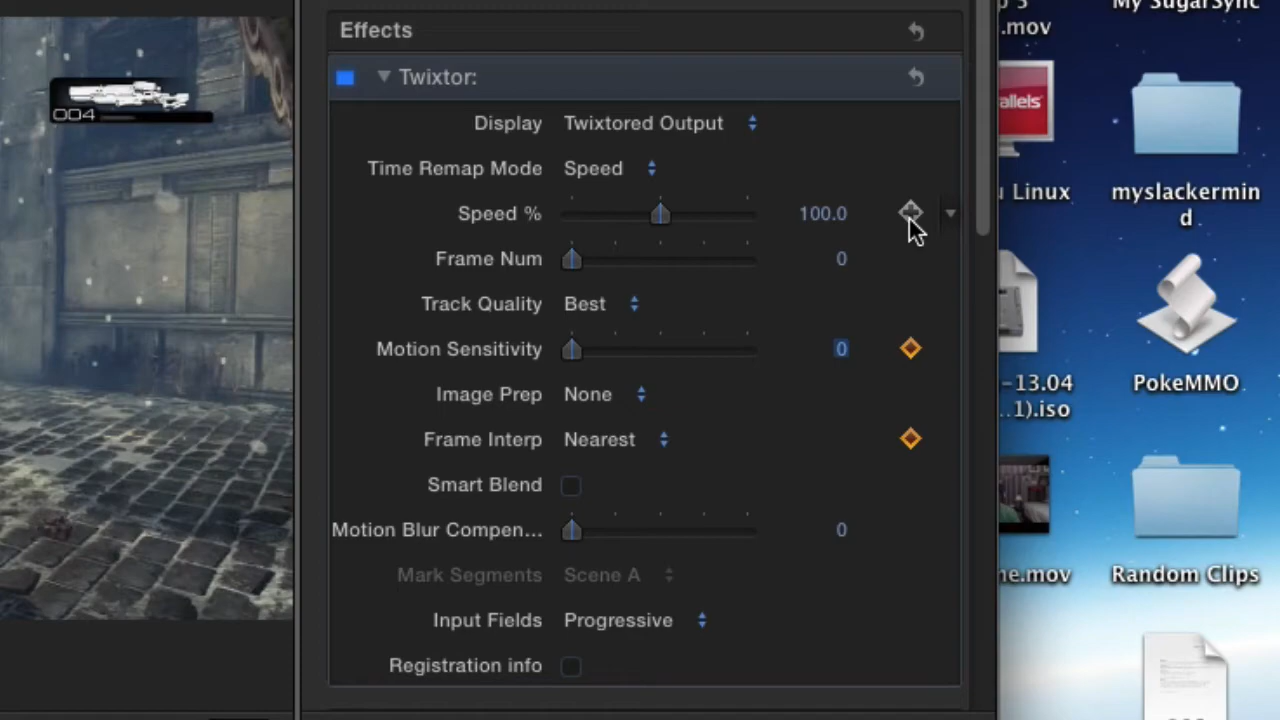 Effects
Twixtor:
Display Twixtored Output
Time Remap Mode Speed
Speed % 100.0
Frame Num 0
Track Quality Best
Motion Sensitivity 0
Image Prep None
Frame Interp Nearest
Smart Blend
Motion Blur Compen... 0
Mark Segments Scene A
Input Fields Progressive
Registration info
004
.mov
My SugarSync
allels
u Linux
myslackermin
d
-13.04
..1).iso
PokeMMO
ne.mov
Random Clips